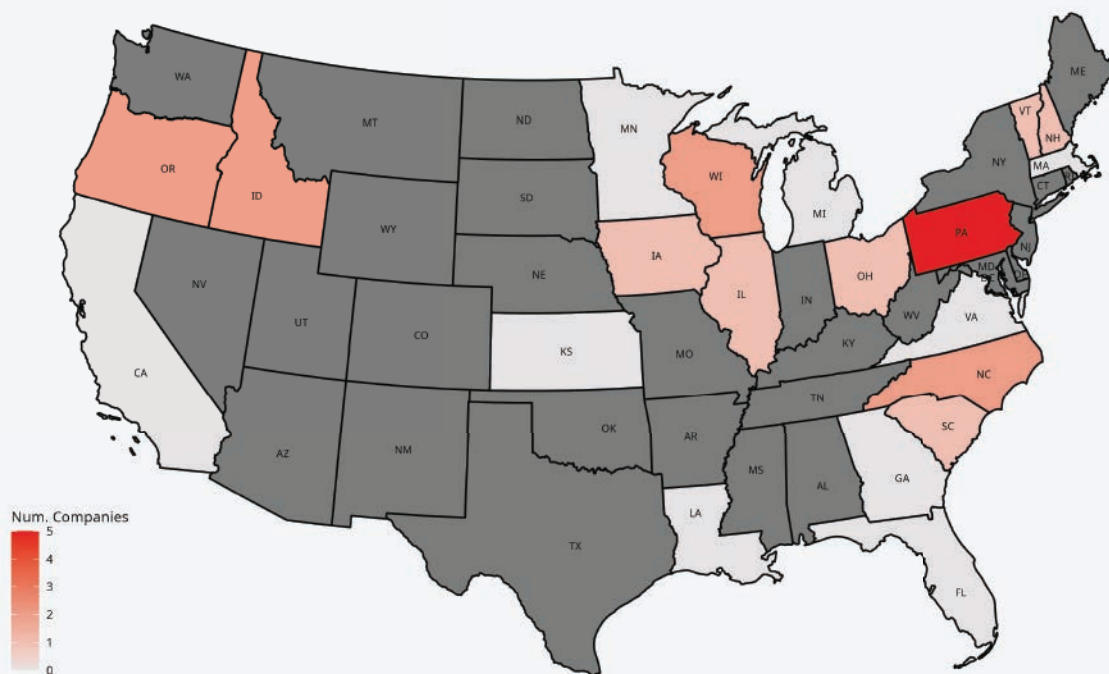 WA
ME
MT
ND
VT
MN
NH
OR
NY
MA
WI
CT
ID
SD
MI
WY
PA
NJ
IA
MD
OH
NE
NV
IL
IN
WV
UT
VA
CO
KY
KS
MO
CA
NC
TN
SC
OK
AR
NM
AZ
MS
GA
AL
LA
TX
FL
Num. Companies
5
4
3
2
1
0